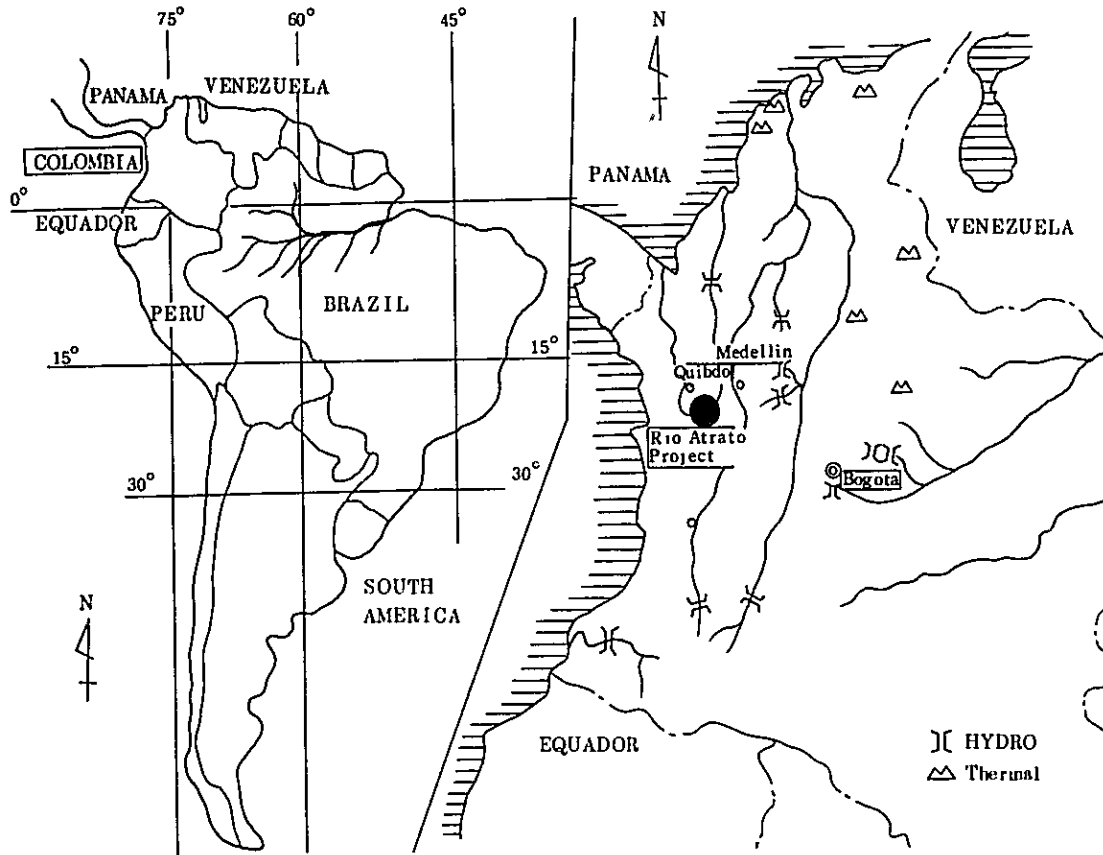 75°
60°
45°
N
PANAMA
VENEZUELA
COLOMBIA
0°
EQUADOR
PERU
BRAZIL
15°
15°
30°
30°
SOUTH
AMERICA
N
N
PANAMA
VENEZUELA
Medellin
Quibdo
Rio Atrato
Project
Bogota
EQUADOR
HYDRO
Thermal